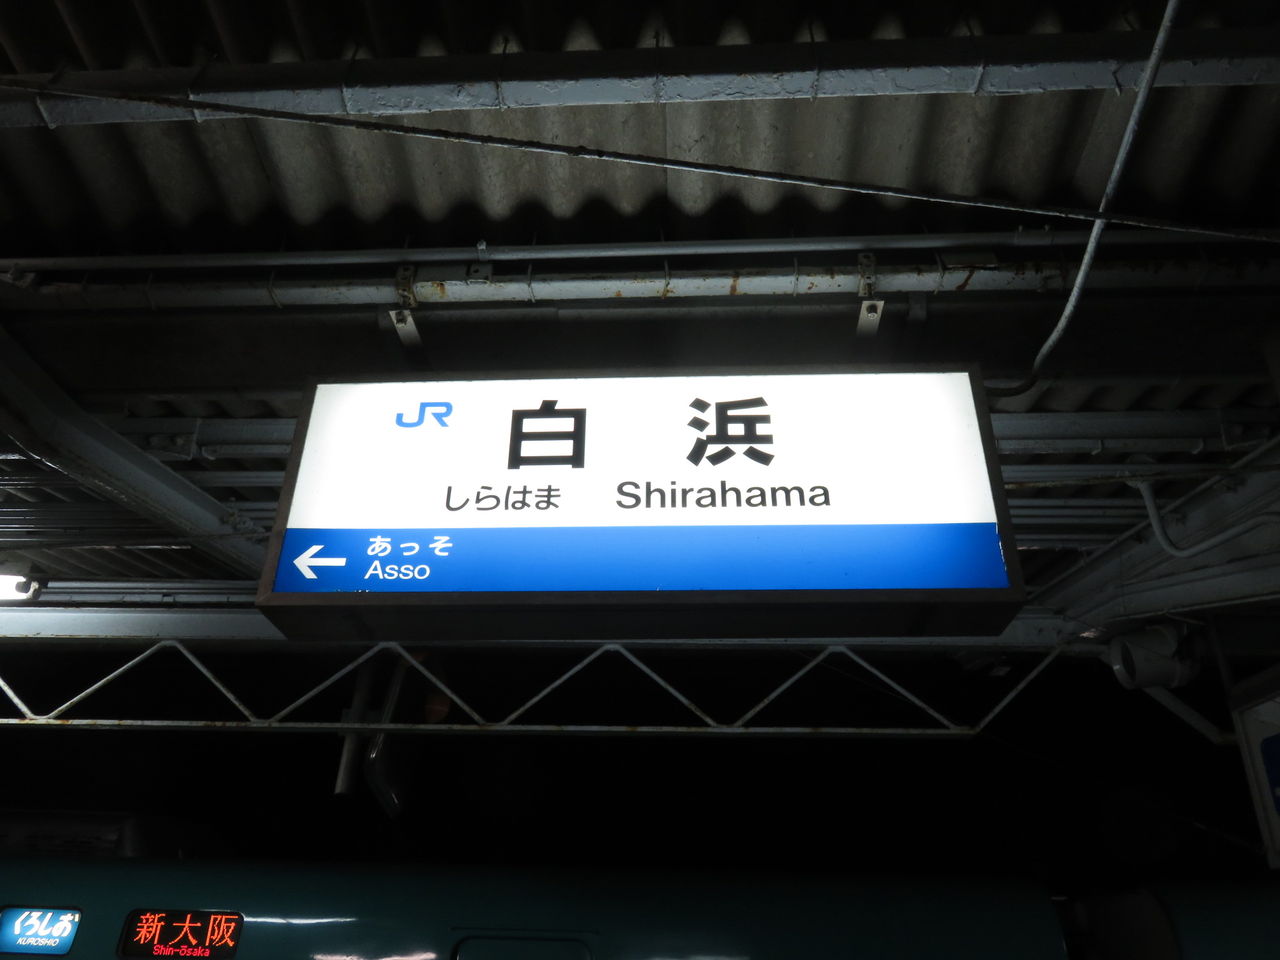 JR 白浜
しらはま Shirahama
あっそ
Asso
くろしお
KUROSHIO
新大阪
Shin-Ōsaka